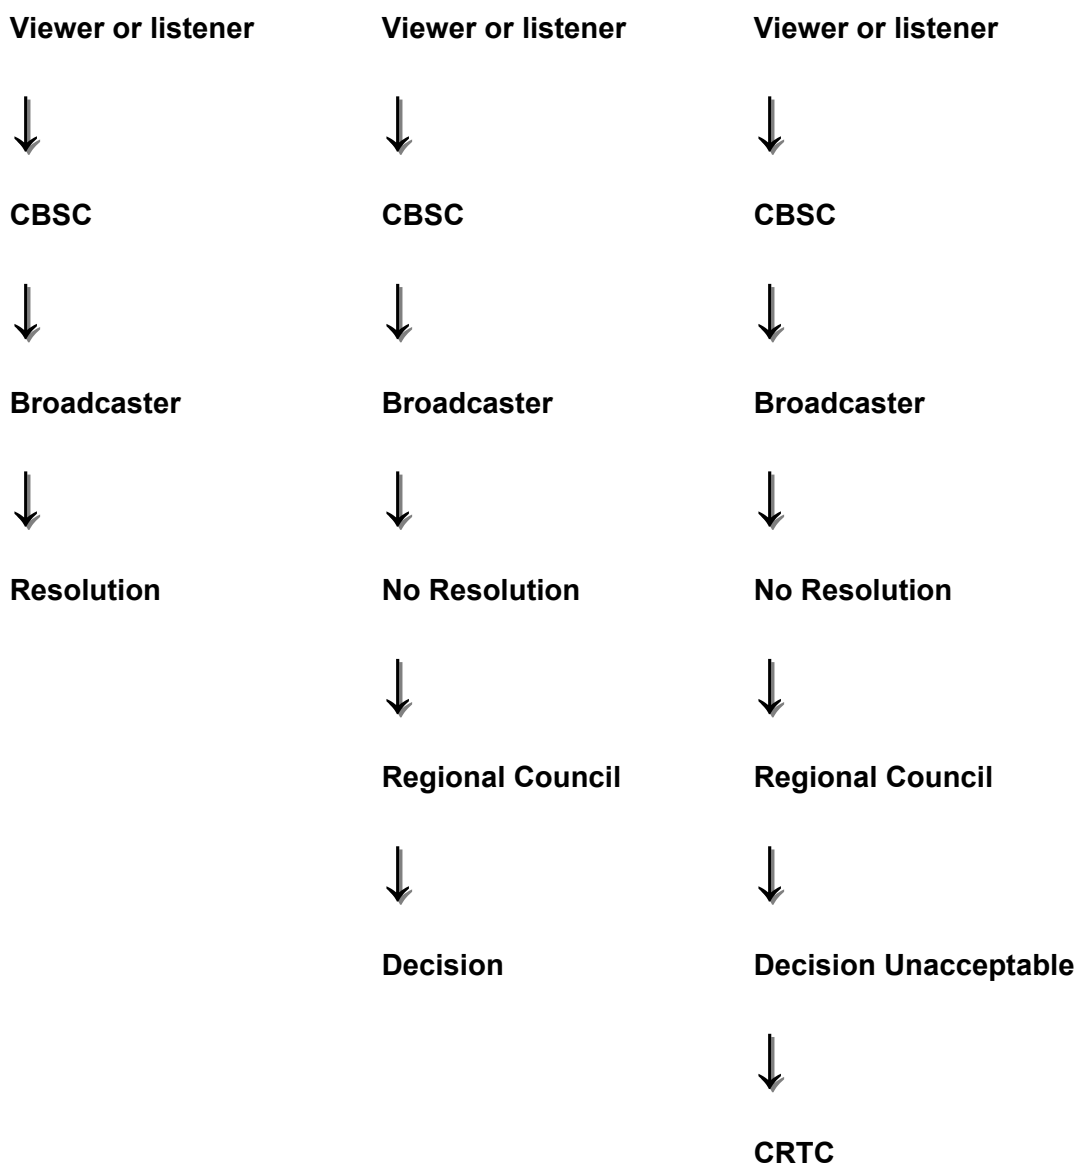 Viewer or listener Viewer or listener Viewer or listener
↓ ↓ ↓
CBSC CBSC CBSC
↓ ↓ ↓
Broadcaster Broadcaster Broadcaster
↓ ↓ ↓
Resolution No Resolution No Resolution
↓ ↓
Regional Council Regional Council
↓ ↓
Decision Decision Unacceptable
↓
CRTC